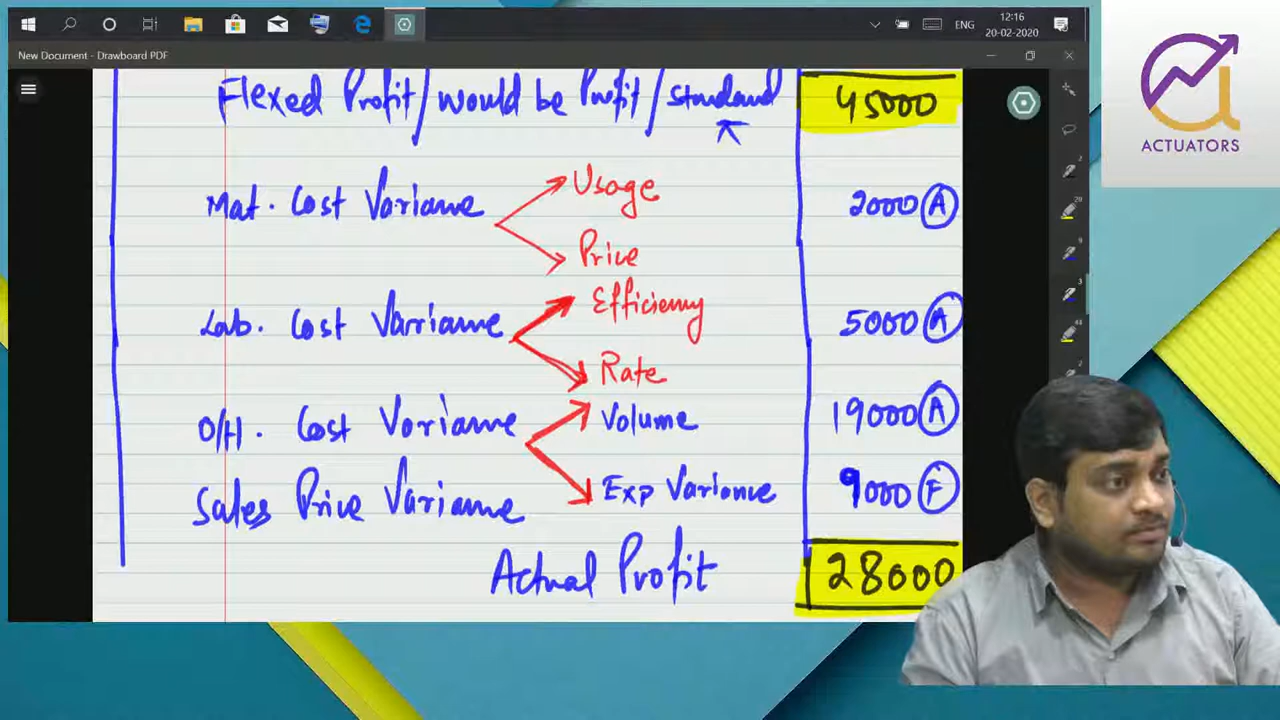 ENG
12:16
20-02-2020
New Document - Drawboard PDF
ACTUATORS
Flexed Profit/would be Profit/standard 45000
Usage
Mat. Cost Variance 2000 A
Price
Efficiency
Lab. Cost Variance 5000 A
Rate
O/H. Cost Variance Volume 19000 A
Sales Price Variance Exp Variance 9000 F
Actual Profit 28000